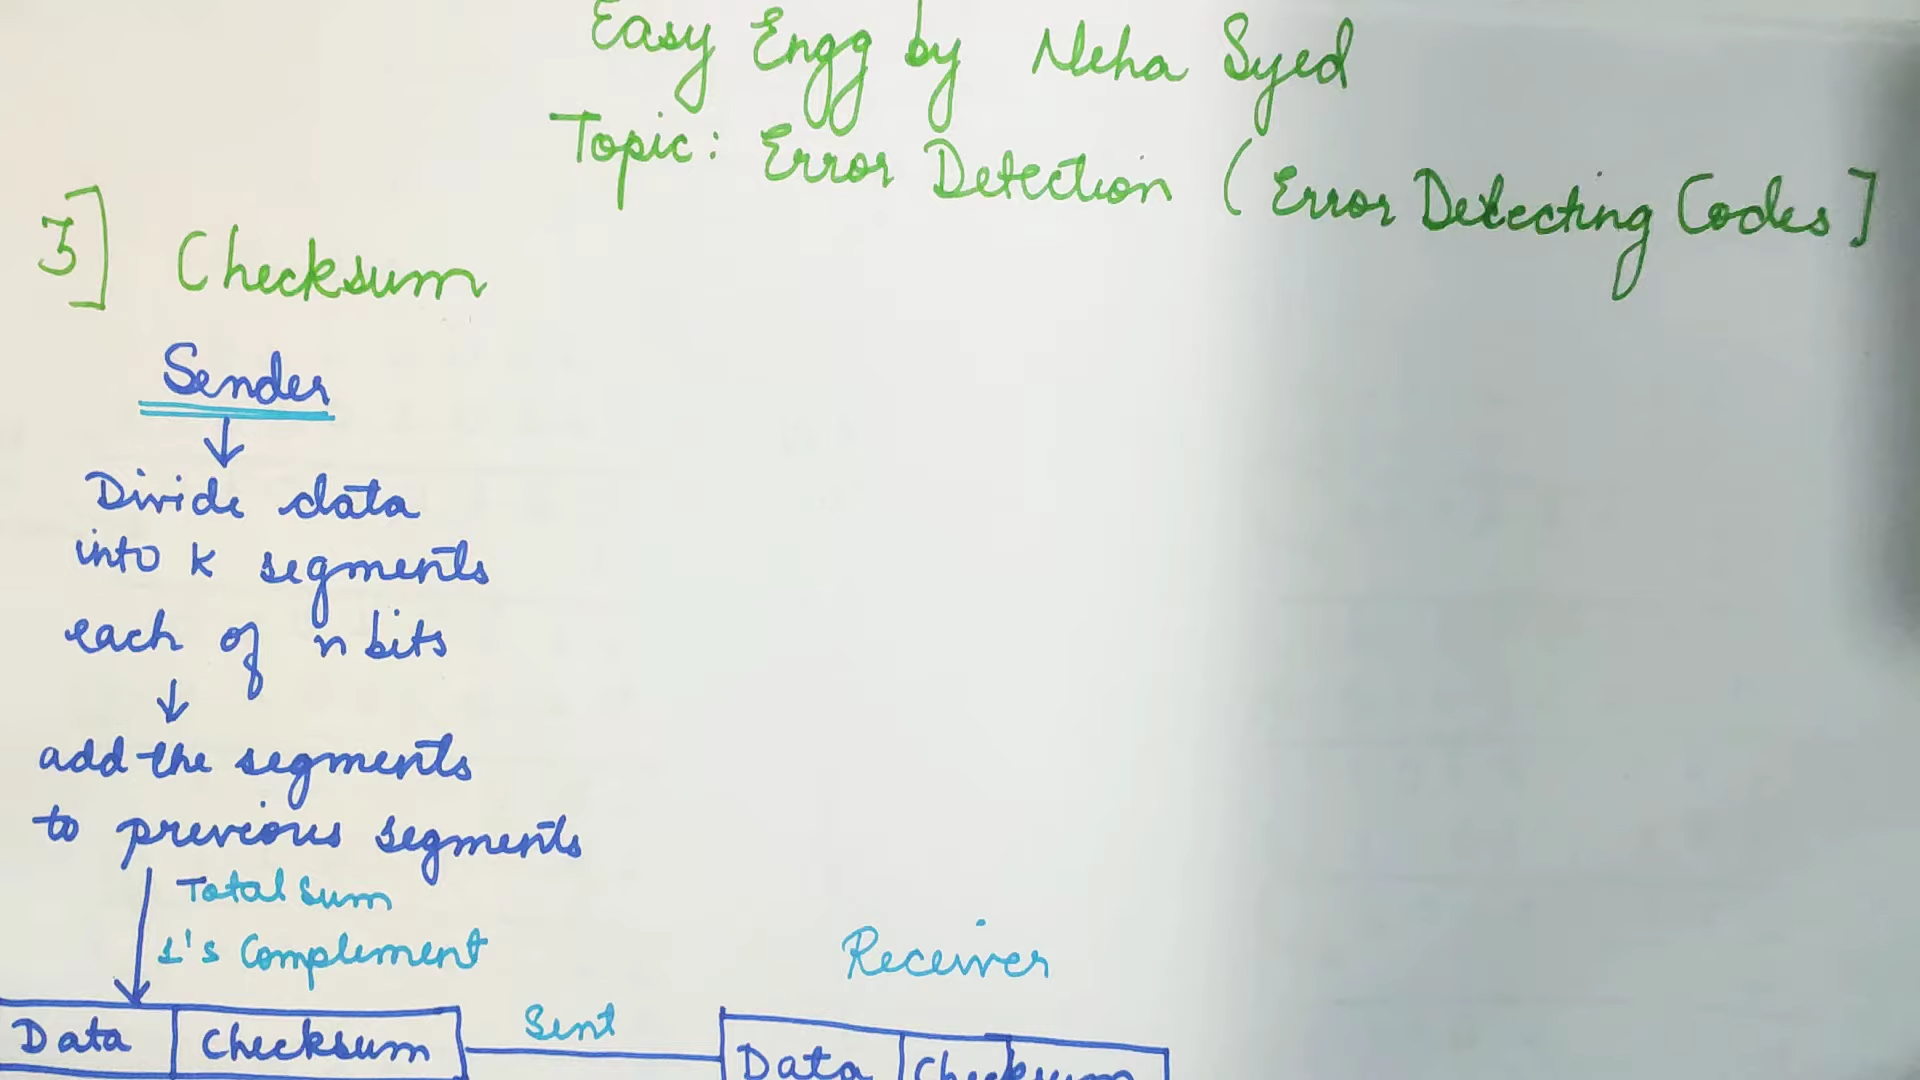 Easy Engg by Neha Syed
Topic: Error Detection (Error Detecting Codes]
3] Checksum
Sender
Divide data
into k segments
each of n bits
add the segments
to previous segments
Total Sum
1's Complement
Receiver
Data Checksum
Sent
Data Checksum